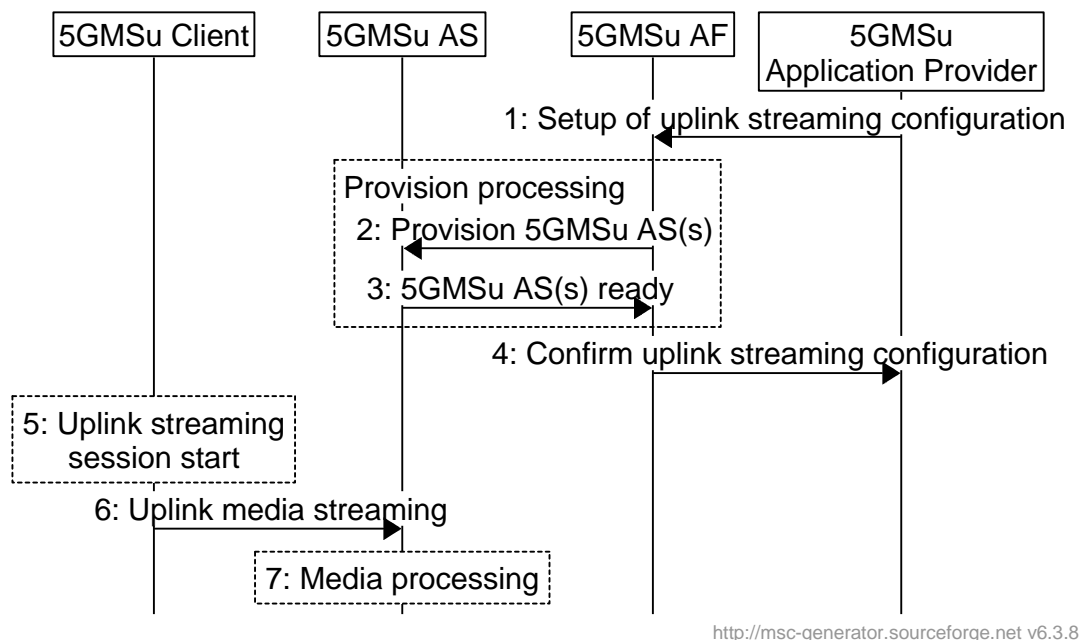 5GMSu Client
5GMSu AS
5GMSu AF
5GMSu
Application Provider
1: Setup of uplink streaming configuration
Provision processing
2: Provision 5GMSu AS(s)
3: 5GMSu AS(s) ready
4: Confirm uplink streaming configuration
5: Uplink streaming
session start
6: Uplink media streaming
7: Media processing
http://msc-generator.sourceforge.net v6.3.8